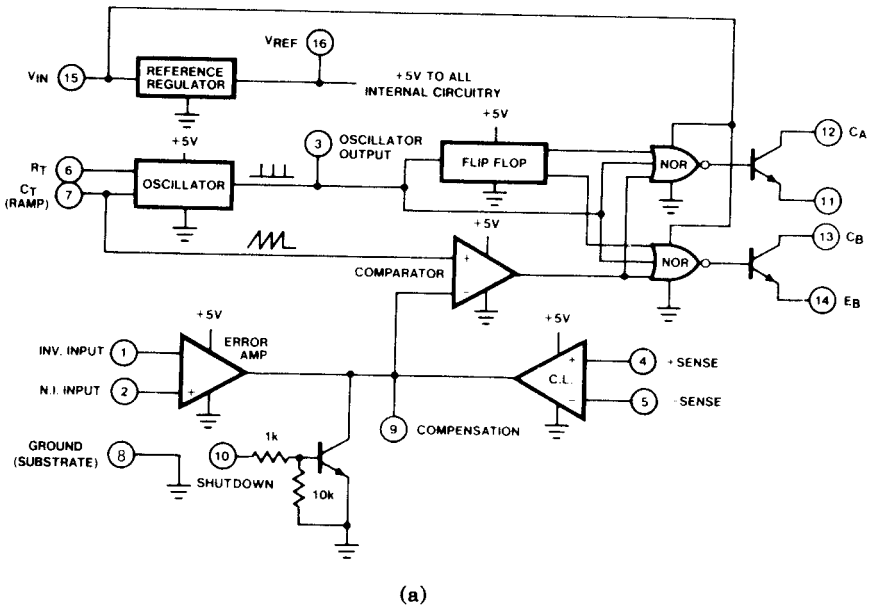 VIN 15
REFERENCE
REGULATOR
VREF 16
+5V TO ALL
INTERNAL CIRCUITRY
+5V
RT
6
CT
7
(RAMP)
OSCILLATOR
3
OSCILLATOR
OUTPUT
+5V
FLIP FLOP
NOR
12 CA
11
+5V
COMPARATOR
+
−
NOR
13 CB
14 EB
+5V
ERROR
AMP
INV. INPUT 1
N.I. INPUT 2
−
+
+5V
C.L.
+
−
4 +SENSE
5 -SENSE
9 COMPENSATION
GROUND
(SUBSTRATE) 8
10
1k
SHUTDOWN
10k
(a)